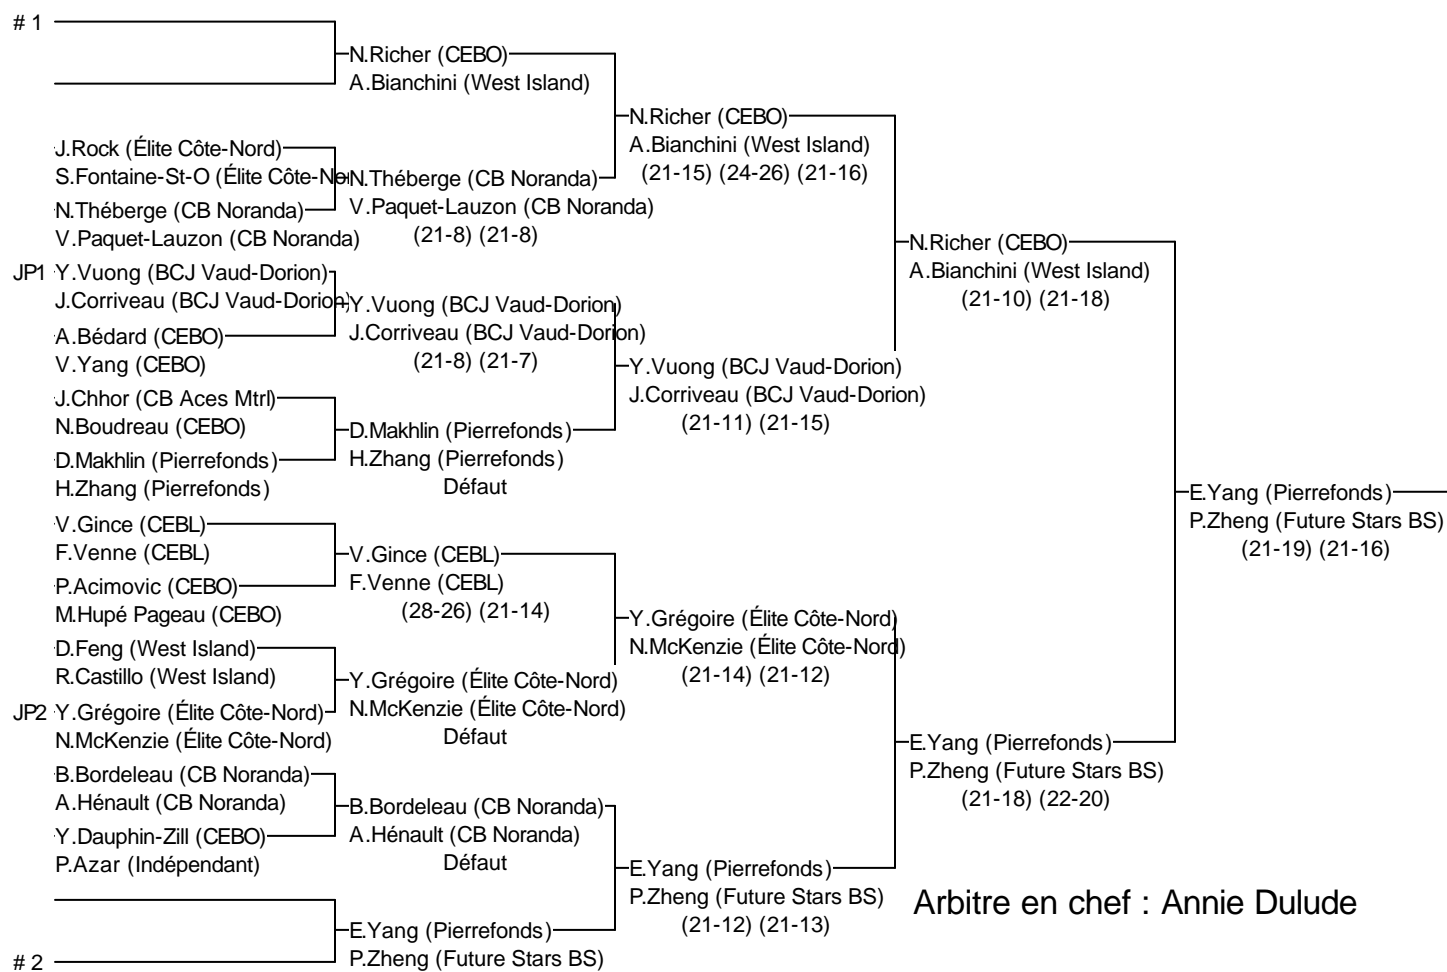 # 1
N.Richer (CEBO)
A.Bianchini (West Island)
N.Richer (CEBO)
A.Bianchini (West Island)
(21-15) (24-26) (21-16)
J.Rock (Élite Côte-Nord)
S.Fontaine-St-O (Élite Côte-No
N.Théberge (CB Noranda)
V.Paquet-Lauzon (CB Noranda)
(21-8) (21-8)
N.Théberge (CB Noranda)
V.Paquet-Lauzon (CB Noranda)
N.Richer (CEBO)
A.Bianchini (West Island)
(21-10) (21-18)
JP1 Y.Vuong (BCJ Vaud-Dorion)
J.Corriveau (BCJ Vaud-Dorion)
Y.Vuong (BCJ Vaud-Dorion)
J.Corriveau (BCJ Vaud-Dorion)
(21-8) (21-7)
A.Bédard (CEBO)
V.Yang (CEBO)
Y.Vuong (BCJ Vaud-Dorion)
J.Corriveau (BCJ Vaud-Dorion)
(21-11) (21-15)
J.Chhor (CB Aces Mtrl)
N.Boudreau (CEBO)
D.Makhlin (Pierrefonds)
H.Zhang (Pierrefonds)
Défaut
D.Makhlin (Pierrefonds)
H.Zhang (Pierrefonds)
E.Yang (Pierrefonds)
P.Zheng (Future Stars BS)
(21-19) (21-16)
V.Gince (CEBL)
F.Venne (CEBL)
V.Gince (CEBL)
F.Venne (CEBL)
(28-26) (21-14)
P.Acimovic (CEBO)
M.Hupé Pageau (CEBO)
Y.Grégoire (Élite Côte-Nord)
N.McKenzie (Élite Côte-Nord)
(21-14) (21-12)
D.Feng (West Island)
R.Castillo (West Island)
Y.Grégoire (Élite Côte-Nord)
N.McKenzie (Élite Côte-Nord)
Défaut
JP2 Y.Grégoire (Élite Côte-Nord)
N.McKenzie (Élite Côte-Nord)
E.Yang (Pierrefonds)
P.Zheng (Future Stars BS)
(21-18) (22-20)
B.Bordeleau (CB Noranda)
A.Hénault (CB Noranda)
B.Bordeleau (CB Noranda)
A.Hénault (CB Noranda)
Défaut
Y.Dauphin-Zill (CEBO)
P.Azar (Indépendant)
E.Yang (Pierrefonds)
P.Zheng (Future Stars BS)
(21-12) (21-13)
Arbitre en chef : Annie Dulude
E.Yang (Pierrefonds)
P.Zheng (Future Stars BS)
# 2